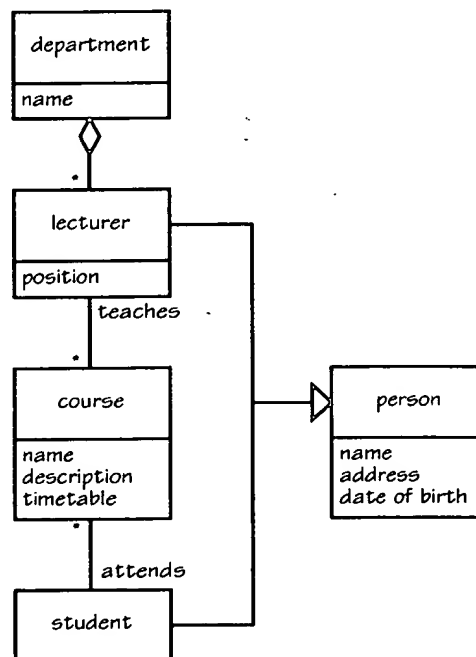 department
name
*
lecturer
position
teaches
*
course
name
description
timetable
*
attends
student
person
name
address
date of birth